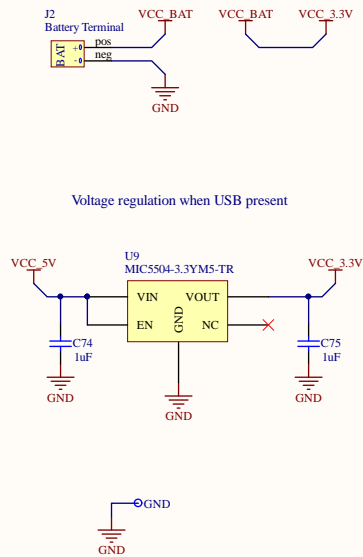 J2
Battery Terminal
VCC_BAT
VCC_BAT
VCC_3.3V
BAT
+
pos
-
neg
GND
Voltage regulation when USB present
U9
MIC5504-3.3YM5-TR
VCC_5V
VCC_3.3V
VIN
VOUT
EN
GND
NC
C74
1uF
C75
1uF
GND
GND
GND
GND
GND